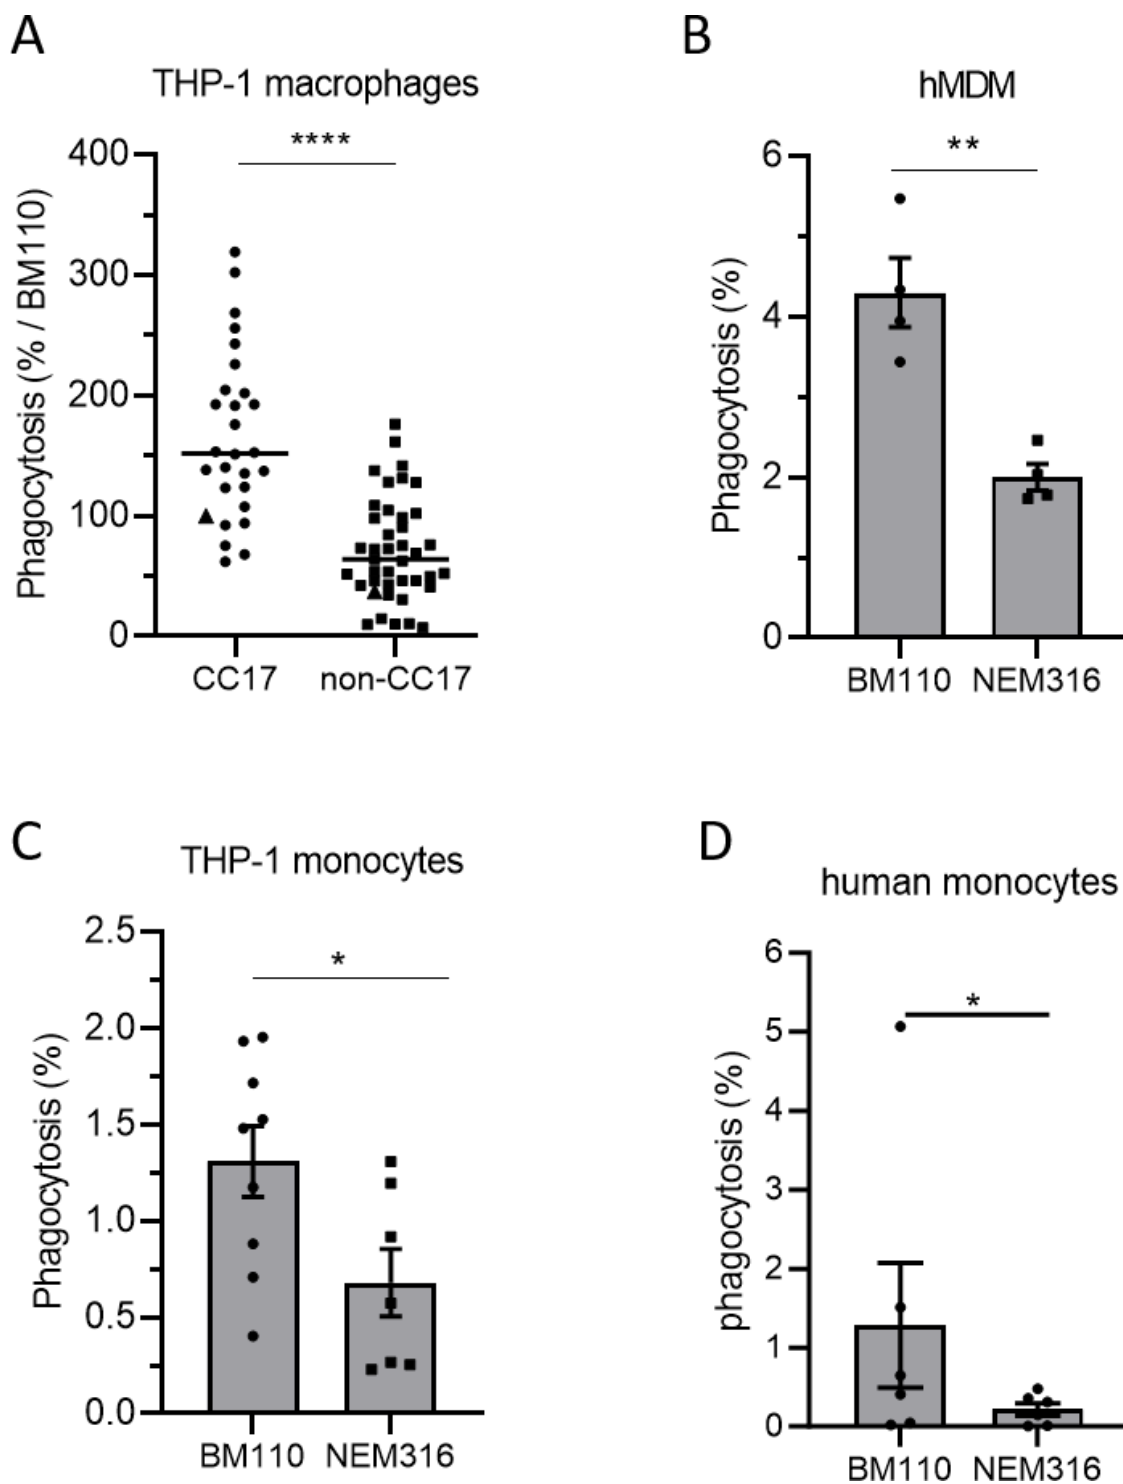 A
THP-1 macrophages
****
400
300
200
100
0
Phagocytosis (% / BM110)
CC17
non-CC17
B
hMDM
**
6
4
2
0
Phagocytosis (%)
BM110
NEM316
C
THP-1 monocytes
*
2.5
2.0
1.5
1.0
0.5
0.0
Phagocytosis (%)
BM110
NEM316
D
human monocytes
*
6
5
4
3
2
1
0
phagocytosis (%)
BM110
NEM316